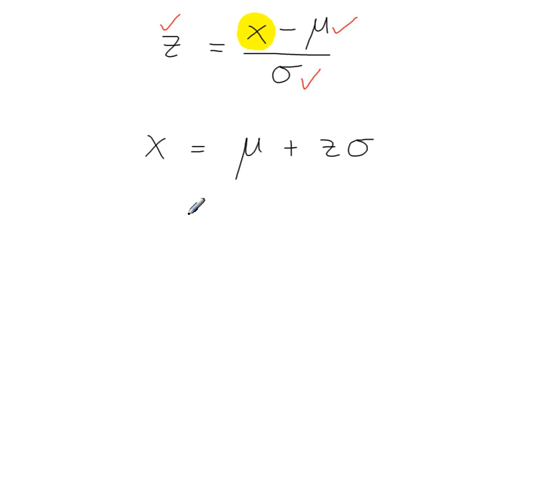 z = x - μ / σ
x = μ + zσ